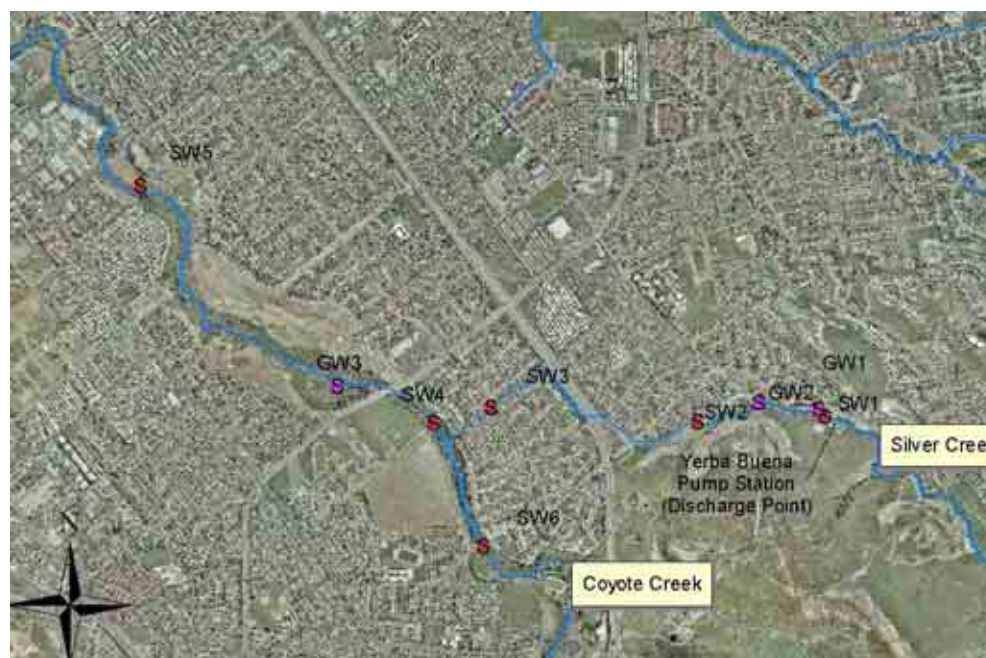 SW5
S
GW3
S
SW4
S
SW3
S
GW1
GW2
S
SW1
S
S
SW2
S
Silver Cree
Yerba Buena
Pump Station
(Discharge Point)
SW6
S
Coyote Creek
N